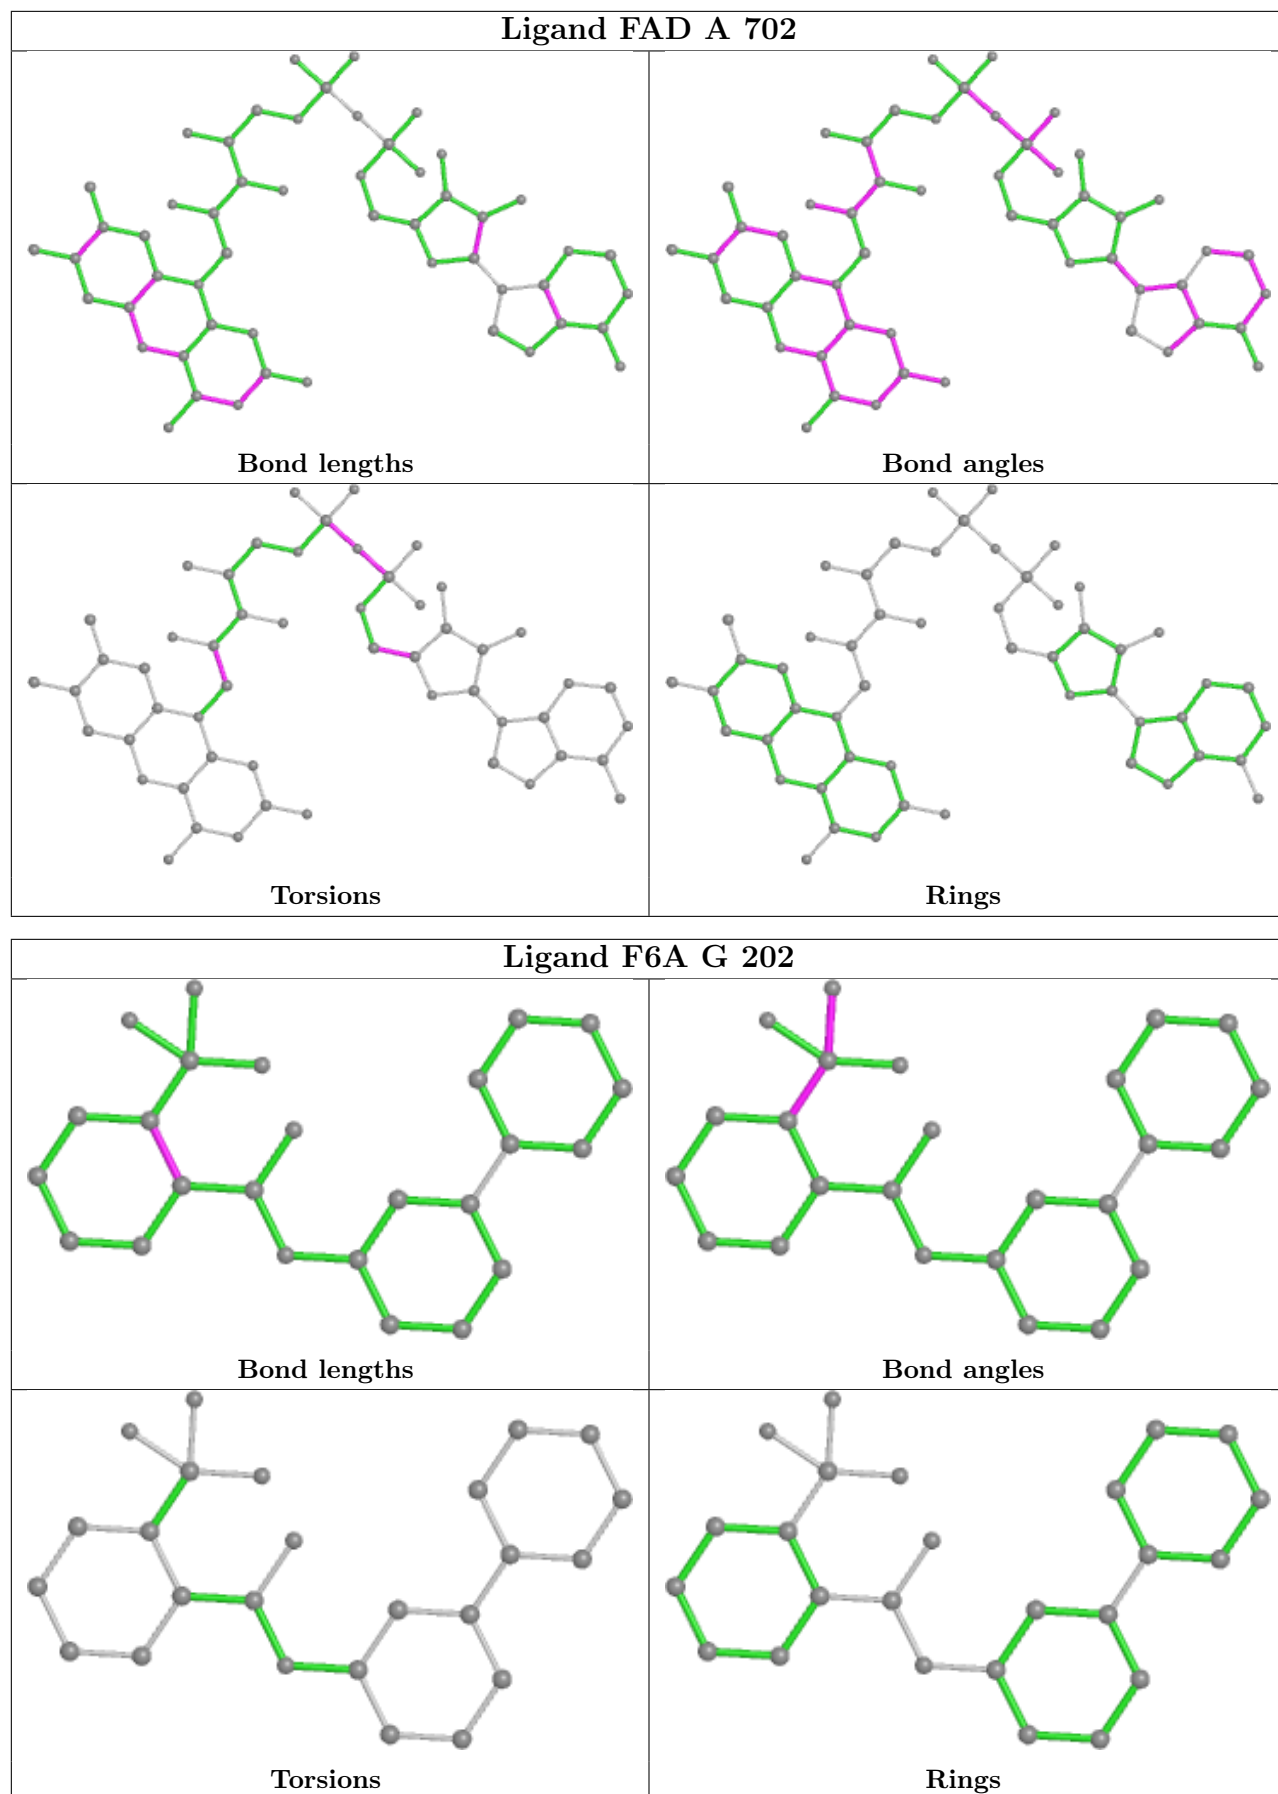 Ligand FAD A 702
Bond lengths
Bond angles
Torsions
Rings
Ligand F6A G 202
Bond lengths
Bond angles
Torsions
Rings